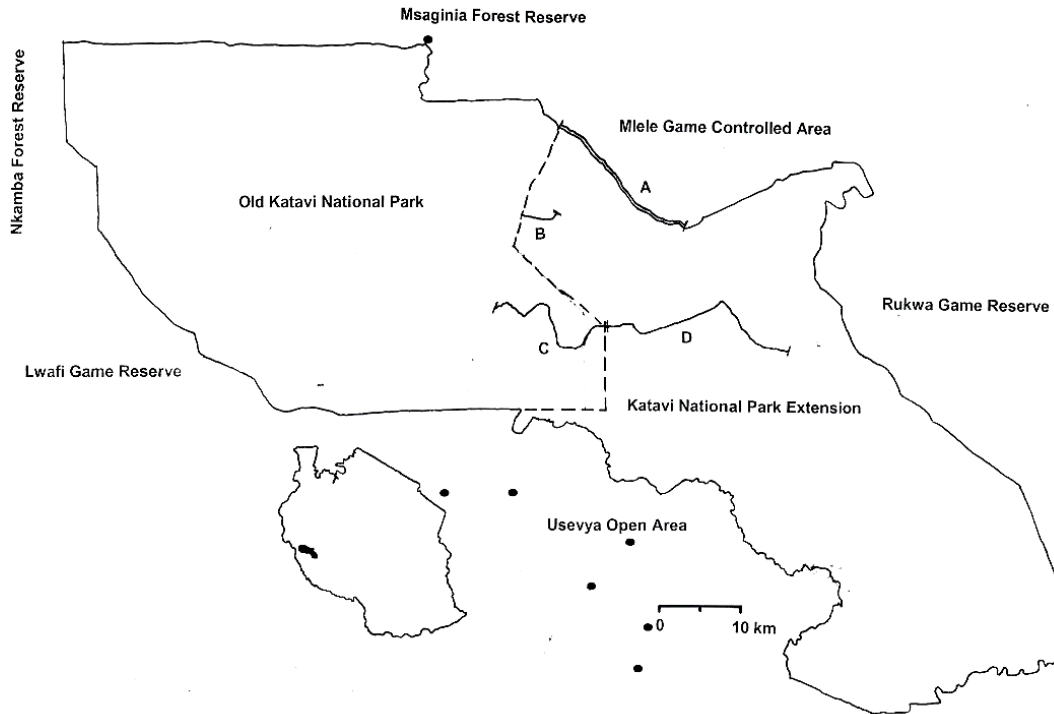 Msaginia Forest Reserve
Nkamba Forest Reserve
Mlele Game Controlled Area
A
Old Katavi National Park
B
Rukwa Game Reserve
C
D
Lwafi Game Reserve
Katavi National Park Extension
Usevya Open Area
0 10 km